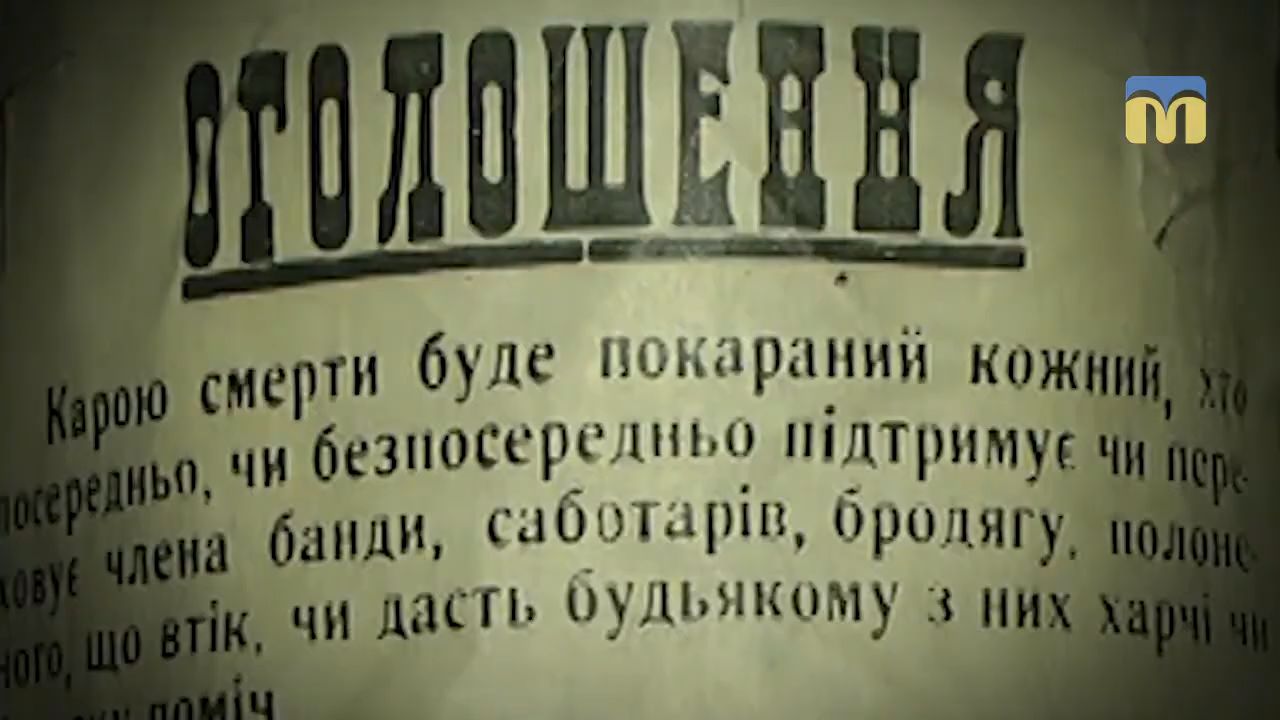 ОГОЛОШЕННЯ
Карою смерти буде покараний кожний, хто
посередньо, чи безпосередньо підтримує чи пере-
ховує члена банди, саботарів, бродягу, полоне-
ного, що втік, чи дасть будьякому з них харчі чи
поміч